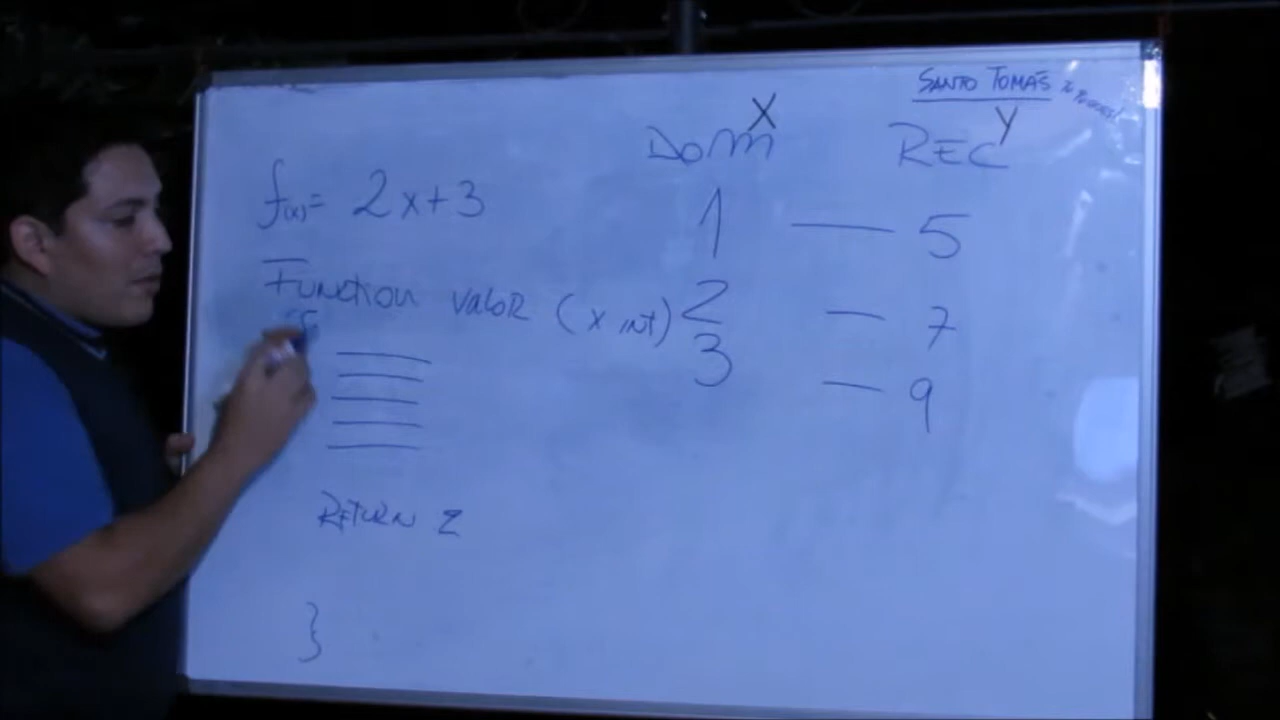 SANTO TOMÁS
X
Y
DOM
REC
f(x) = 2x+3
1 — 5
Function valor (x int)
2 — 7
{
3 — 9
RETURN Z
}